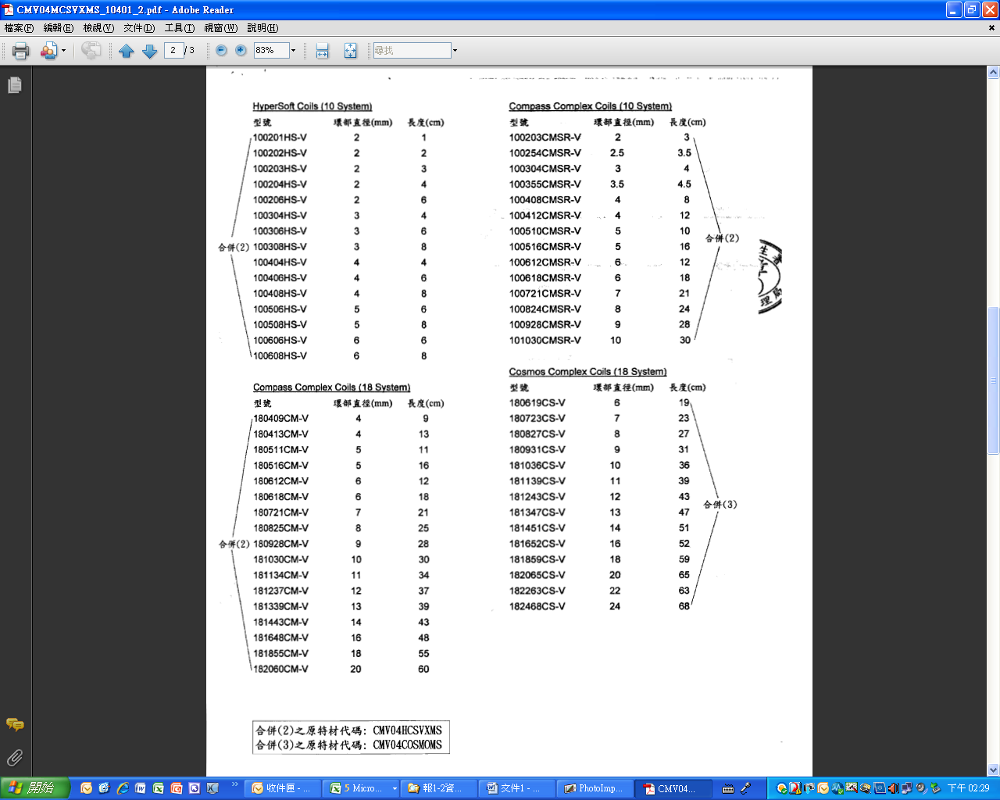 CMV04MCSVXMS_10401_2.pdf - Adobe Reader
檔案(F) 編輯(E) 檢視(V) 文件(D) 工具(T) 視窗(W) 說明(H)
2 / 3 83% 尋找
HyperSoft Coils (10 System)
型號 環部直徑(mm) 長度(cm)
100201HS-V 2 1
100202HS-V 2 2
100203HS-V 2 3
100204HS-V 2 4
100206HS-V 2 6
100304HS-V 3 4
100306HS-V 3 6
合併(2) 100308HS-V 3 8
100404HS-V 4 4
100406HS-V 4 6
100408HS-V 4 8
100506HS-V 5 6
100508HS-V 5 8
100606HS-V 6 6
100608HS-V 6 8
Compass Complex Coils (18 System)
型號 環部直徑(mm) 長度(cm)
180409CM-V 4 9
180413CM-V 4 13
180511CM-V 5 11
180516CM-V 5 16
180612CM-V 6 12
180618CM-V 6 18
180721CM-V 7 21
180825CM-V 8 25
合併(2) 180928CM-V 9 28
181030CM-V 10 30
181134CM-V 11 34
181237CM-V 12 37
181339CM-V 13 39
181443CM-V 14 43
181648CM-V 16 48
181855CM-V 18 55
182060CM-V 20 60
Compass Complex Coils (10 System)
型號 環部直徑(mm) 長度(cm)
100203CMSR-V 2 3
100254CMSR-V 2.5 3.5
100304CMSR-V 3 4
100355CMSR-V 3.5 4.5
100408CMSR-V 4 8
100412CMSR-V 4 12
100510CMSR-V 5 10
合併(2)
100516CMSR-V 5 16
100612CMSR-V 6 12
100618CMSR-V 6 18
100721CMSR-V 7 21
100824CMSR-V 8 24
100928CMSR-V 9 28
101030CMSR-V 10 30
Cosmos Complex Coils (18 System)
型號 環部直徑(mm) 長度(cm)
180619CS-V 6 19
180723CS-V 7 23
180827CS-V 8 27
180931CS-V 9 31
181036CS-V 10 36
181139CS-V 11 39
181243CS-V 12 43
合併(3)
181347CS-V 13 47
181451CS-V 14 51
181652CS-V 16 52
181859CS-V 18 59
182065CS-V 20 65
182263CS-V 22 63
182468CS-V 24 68
生
理局
合併(2)之原特材代碼: CMV04HCSVXMS
合併(3)之原特材代碼: CMV04COSMOMS
開始 收件匣 - ... 5 Micro... 報1-2資... 文件1 - ... PhotoImp... CMV04... 下午 02:29